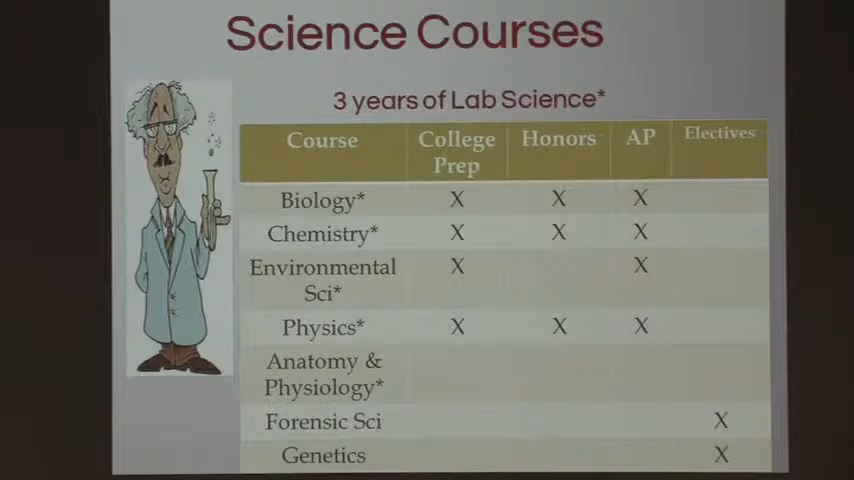 Science Courses
3 years of Lab Science*
Course College Prep Honors AP Electives
Biology* X X X
Chemistry* X X X
Environmental Sci* X X
Physics* X X X
Anatomy & Physiology*
Forensic Sci X
Genetics X